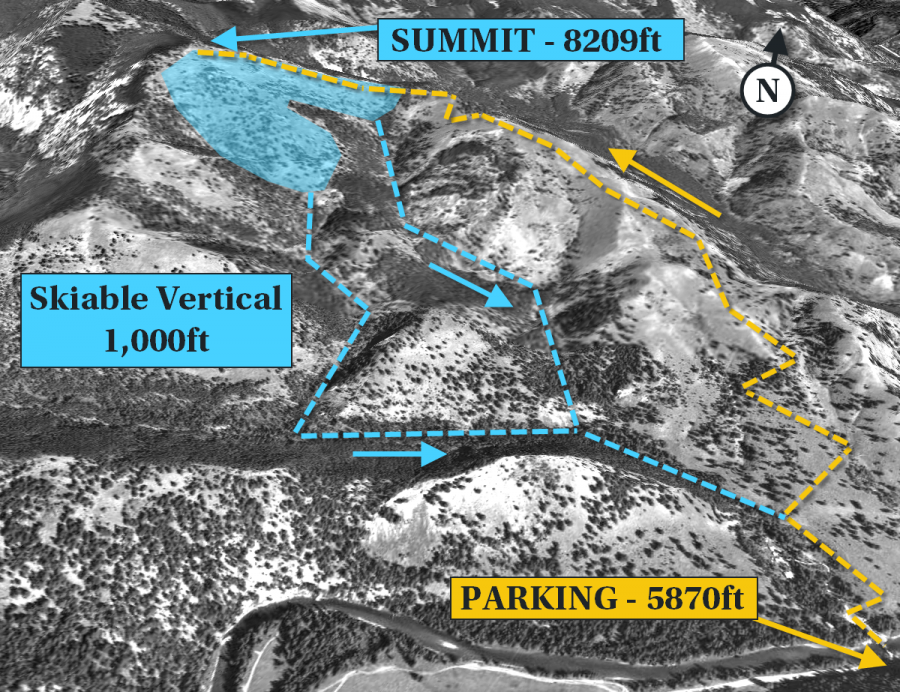 SUMMIT - 8209ft
N
Skiable Vertical
1,000ft
PARKING - 5870ft